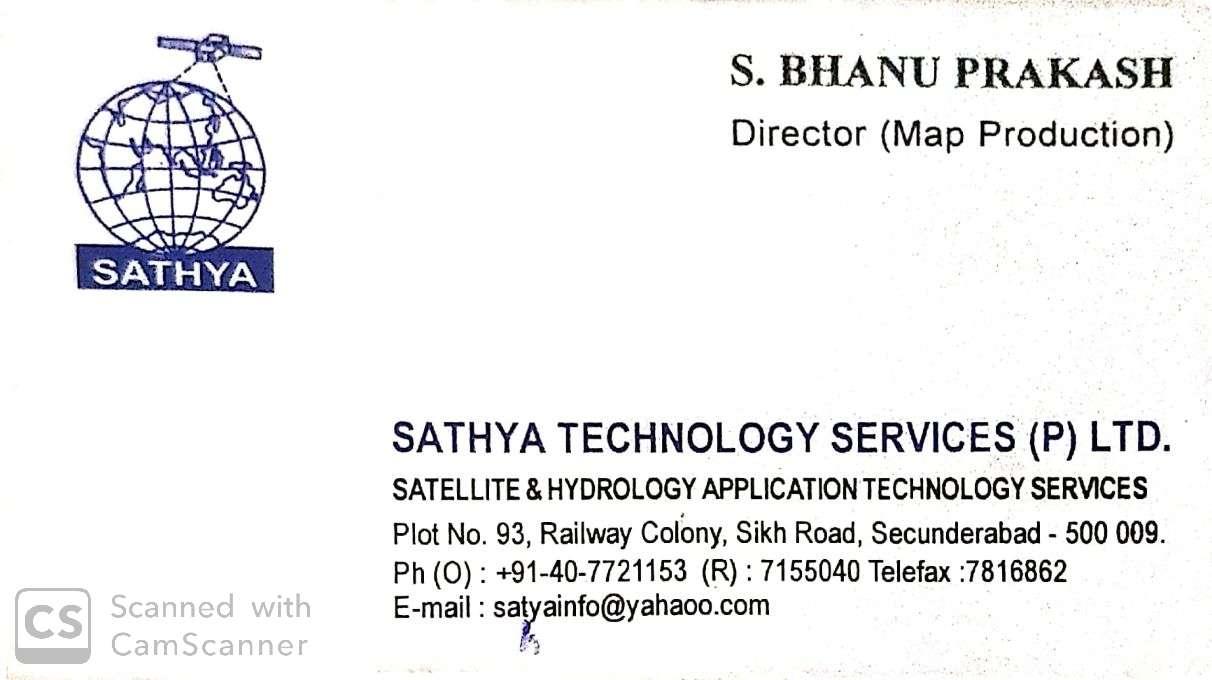 S. BHANU PRAKASH
Director (Map Production)
SATHYA
SATHYA TECHNOLOGY SERVICES (P) LTD.
SATELLITE & HYDROLOGY APPLICATION TECHNOLOGY SERVICES
Plot No. 93, Railway Colony, Sikh Road, Secunderabad - 500 009.
Ph (O) : +91-40-7721153 (R) : 7155040 Telefax :7816862
E-mail : satyainfo@yahaoo.com
h
CS Scanned with
CamScanner